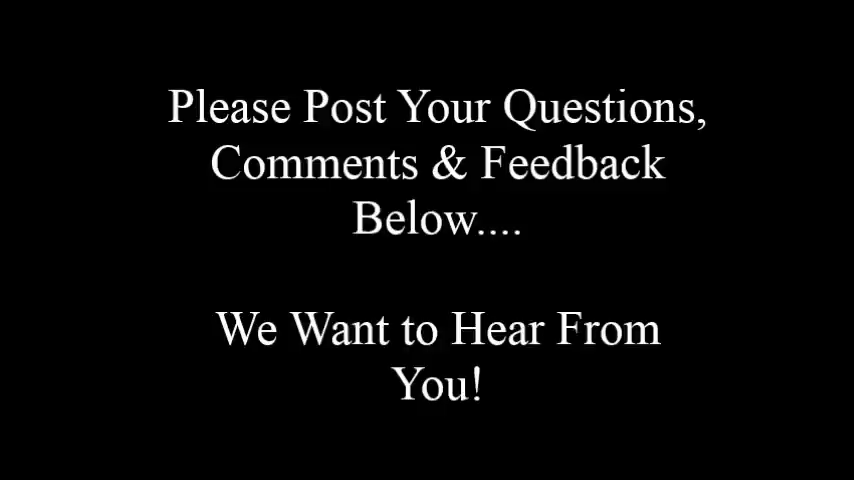 Please Post Your Questions,
Comments & Feedback
Below....
We Want to Hear From
You!